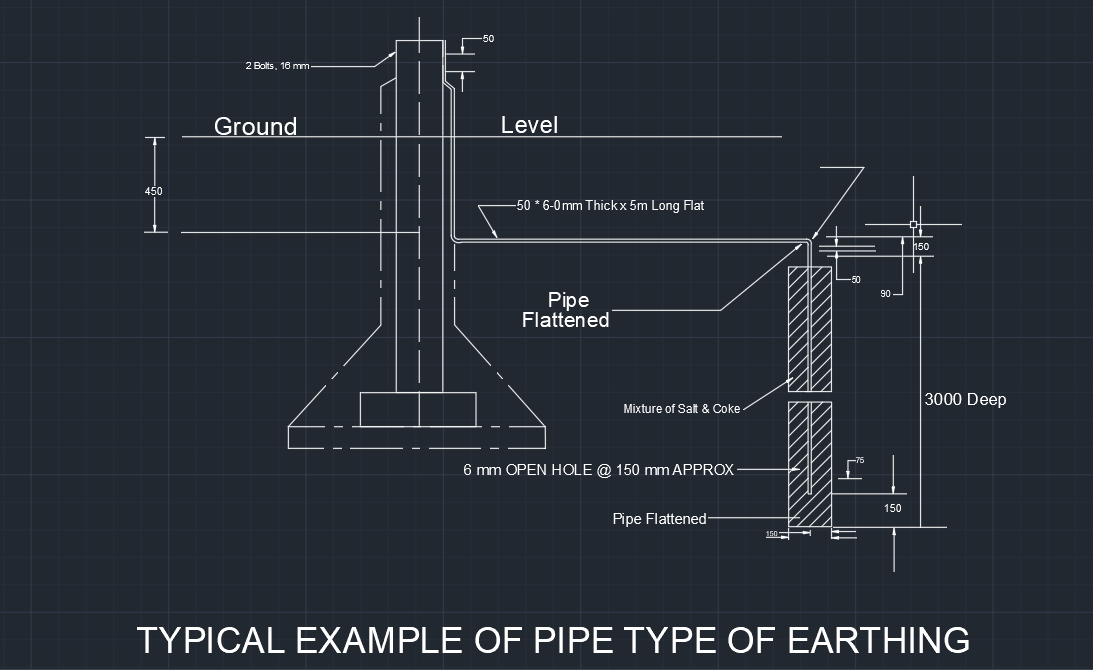 50
2 Bolts, 16 mm
Ground Level
450
50 * 6-0mm Thick x 5m Long Flat
150
50
90
Pipe
Flattened
3000 Deep
Mixture of Salt & Coke
75
6 mm OPEN HOLE @ 150 mm APPROX
150
Pipe Flattened
150
TYPICAL EXAMPLE OF PIPE TYPE OF EARTHING